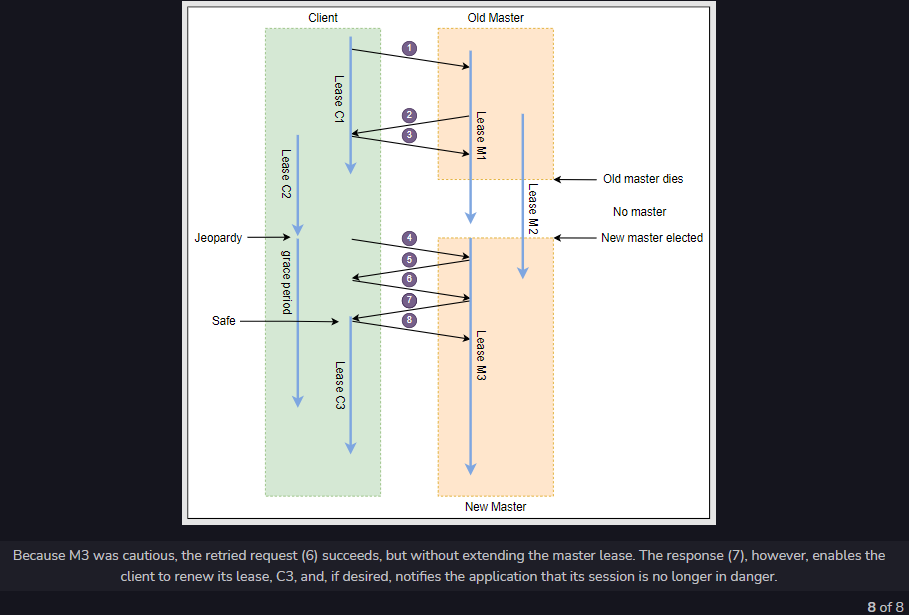 Client
Old Master
1
Lease C1
2
3
Lease M1
Lease C2
Old master dies
Lease M2
No master
Jeopardy
4
New master elected
grace period
5
6
7
Safe
8
Lease M3
Lease C3
New Master
Because M3 was cautious, the retried request (6) succeeds, but without extending the master lease. The response (7), however, enables the
client to renew its lease, C3, and, if desired, notifies the application that its session is no longer in danger.
8 of 8